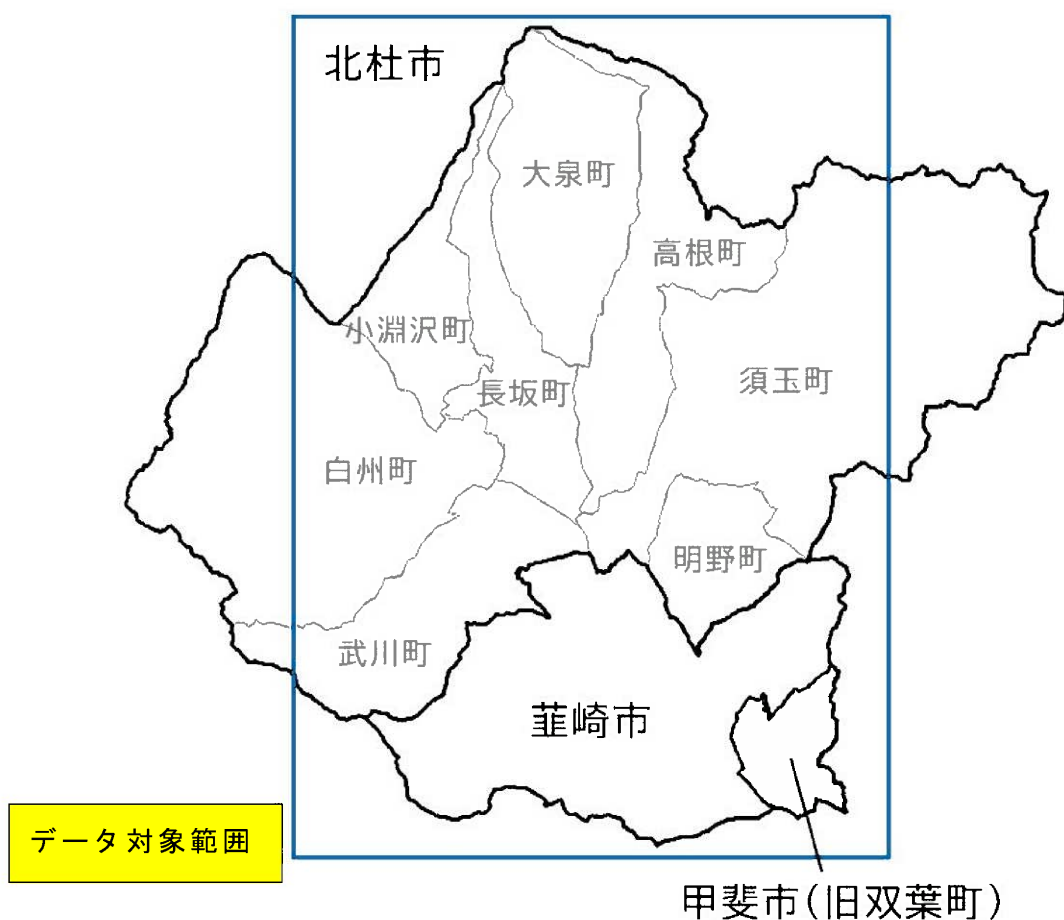 北杜市
大泉町
高根町
小淵沢町
長坂町
須玉町
白州町
明野町
武川町
韮崎市
データ対象範囲
甲斐市(旧双葉町)